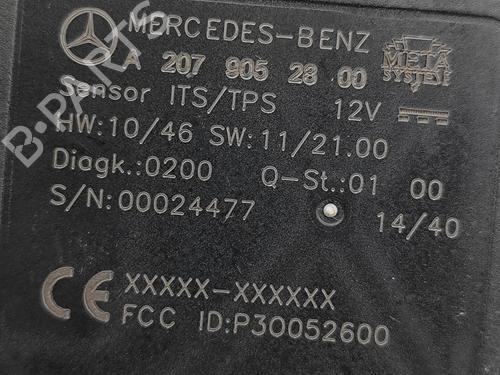 MERCEDES-BENZ
META
SYSTEM
A 207 905 28 00
Sensor ITS/TPS 12V
HW:10/46 SW:11/21.00
Diagk.:0200 Q-St.:01 00
S/N:00024477
14/40
CE XXXXX-XXXXXX
FCC ID:P30052600
B-PARTS